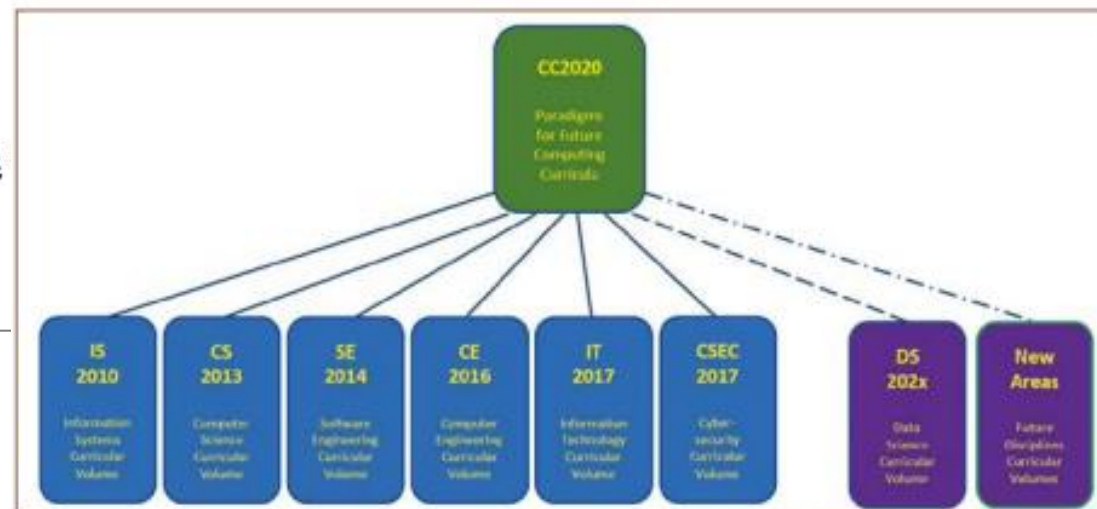 CC2020
Paradigms
for Future
Computing
Curricula
IS
2010
Information
Systems
Curricular
Volume
CS
2013
Computer
Science
Curricular
Volume
SE
2014
Software
Engineering
Curricular
Volume
CE
2016
Computer
Engineering
Curricular
Volume
IT
2017
Information
Technology
Curricular
Volume
CSEC
2017
Cyber-
security
Curricular
Volume
DS
202x
Data
Science
Curricular
Volume
New
Areas
Future
Disciplines
Curricular
Volumes